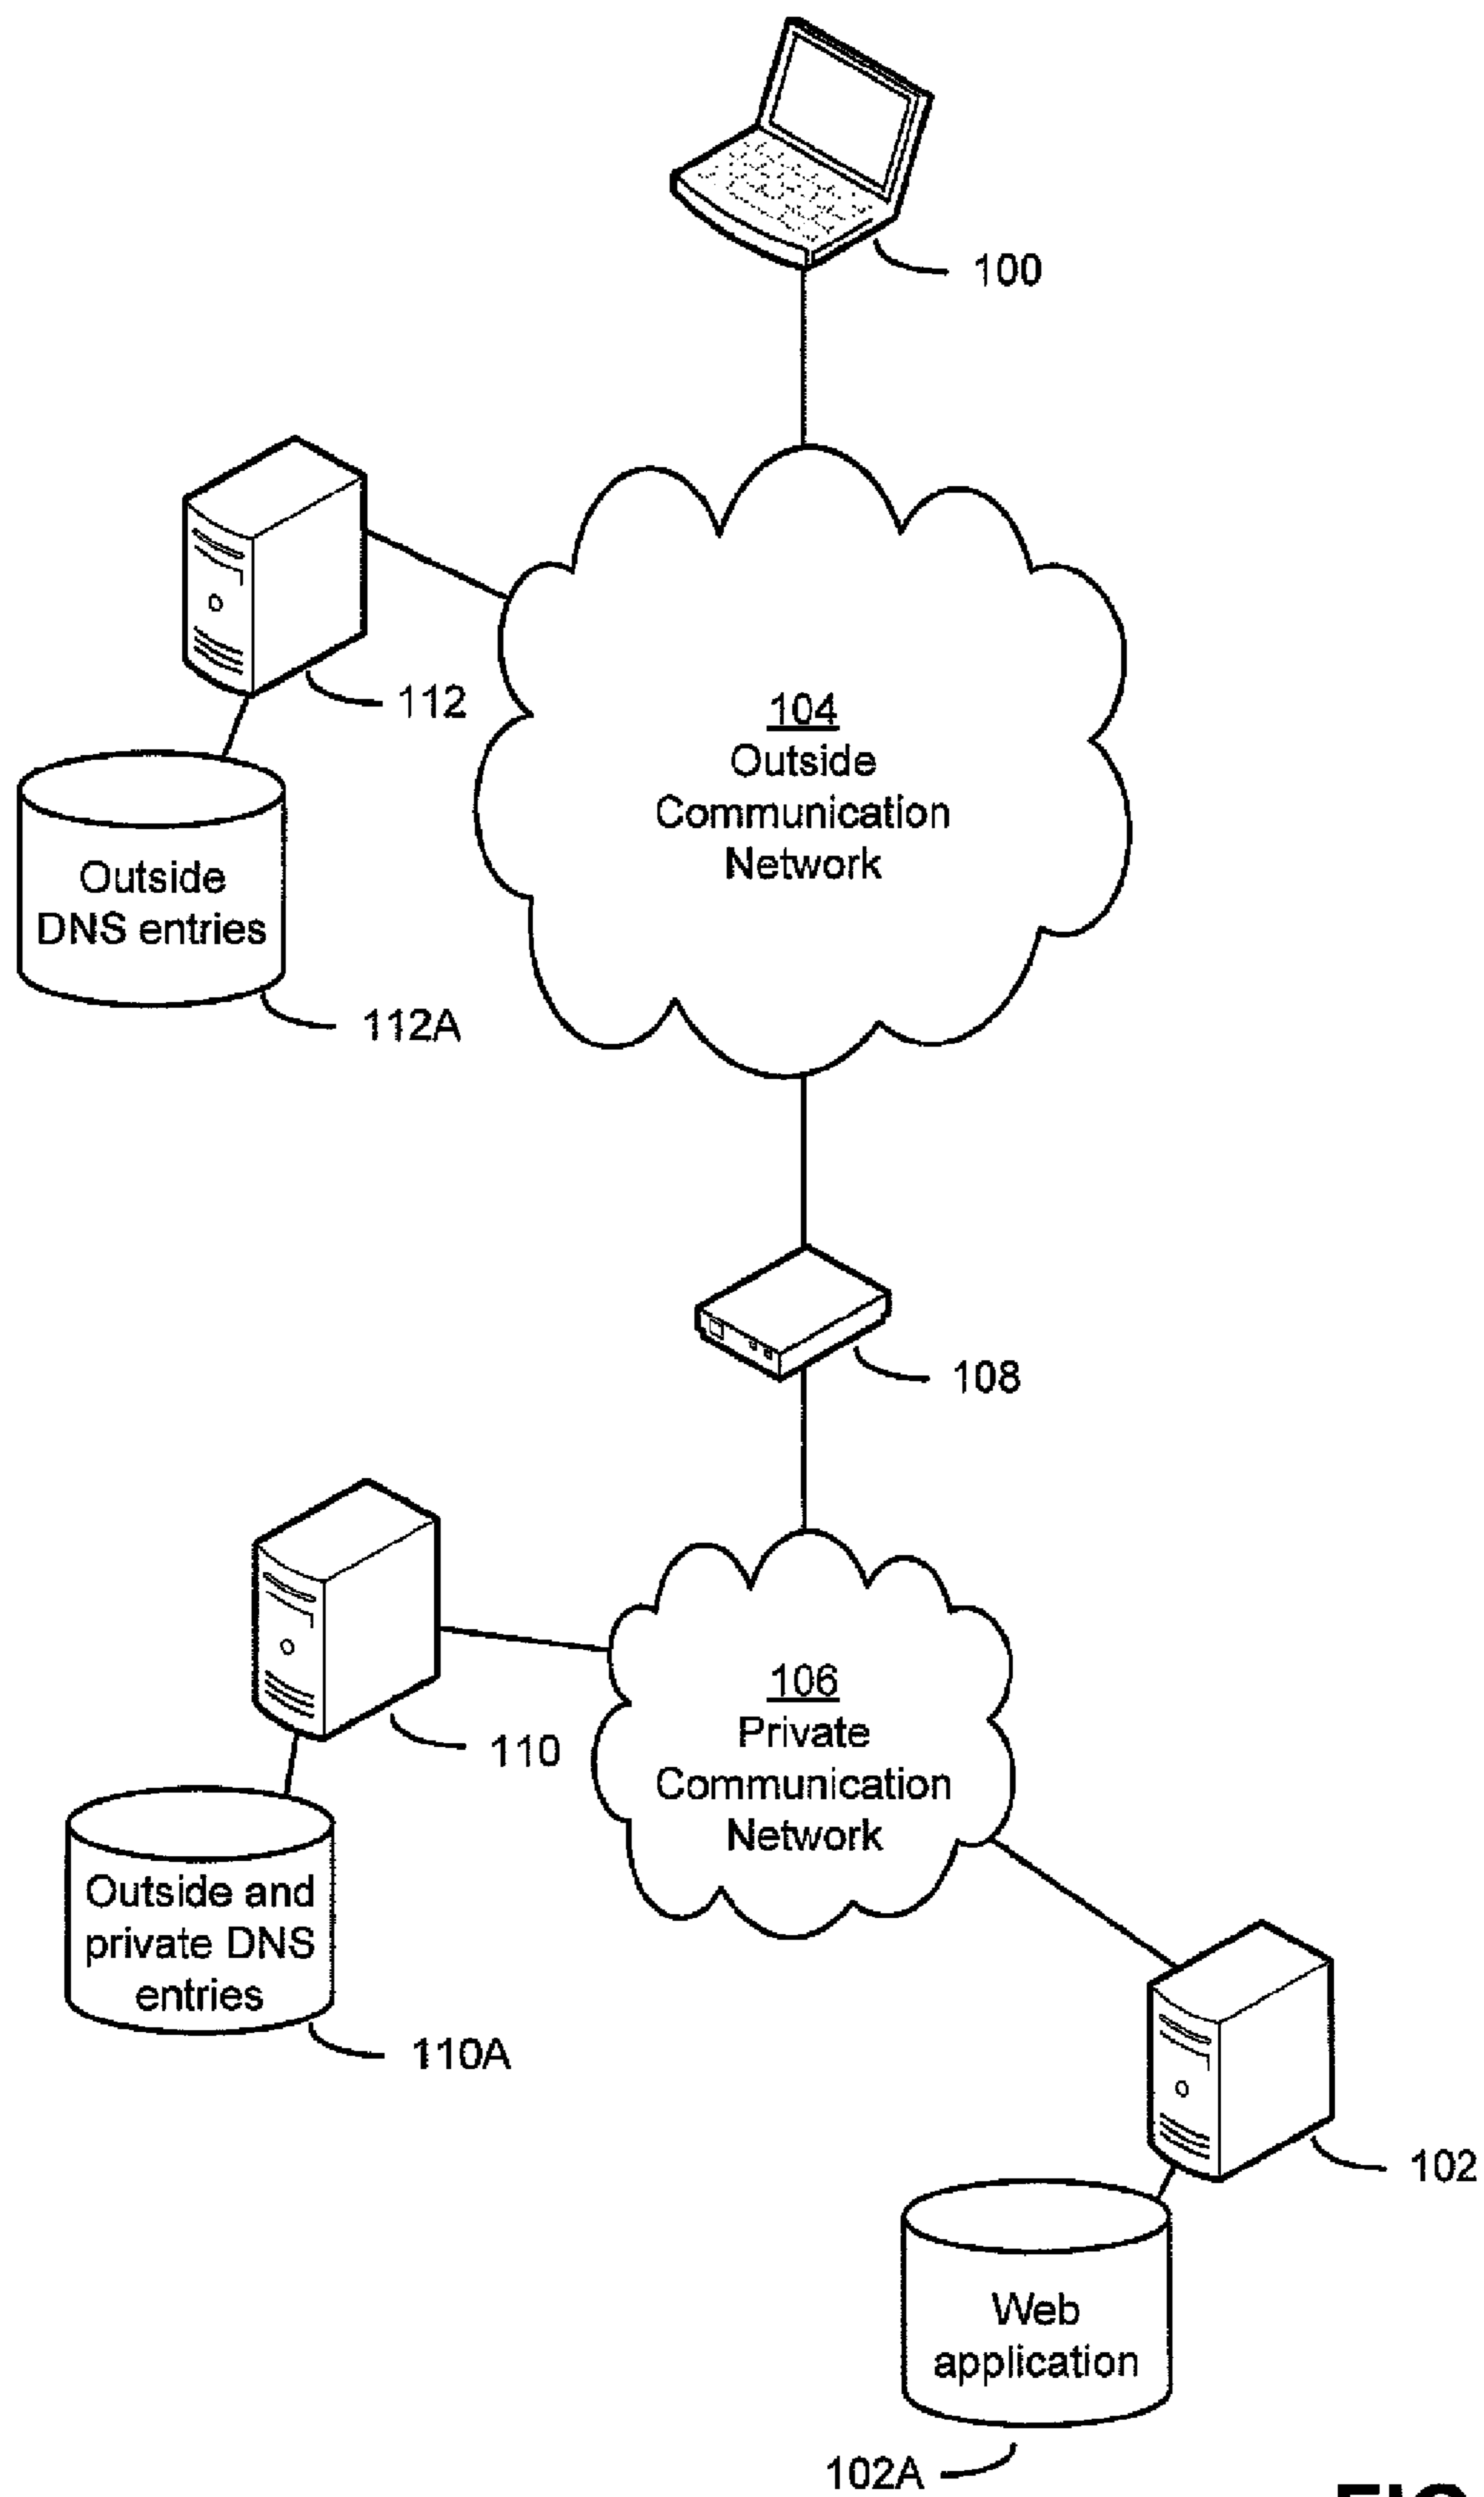 100
112
104
Outside
Communication
Network
Outside
DNS entries
112A
108
110
106
Private
Communication
Network
Outside and
private DNS
entries
110A
102
Web
application
102A